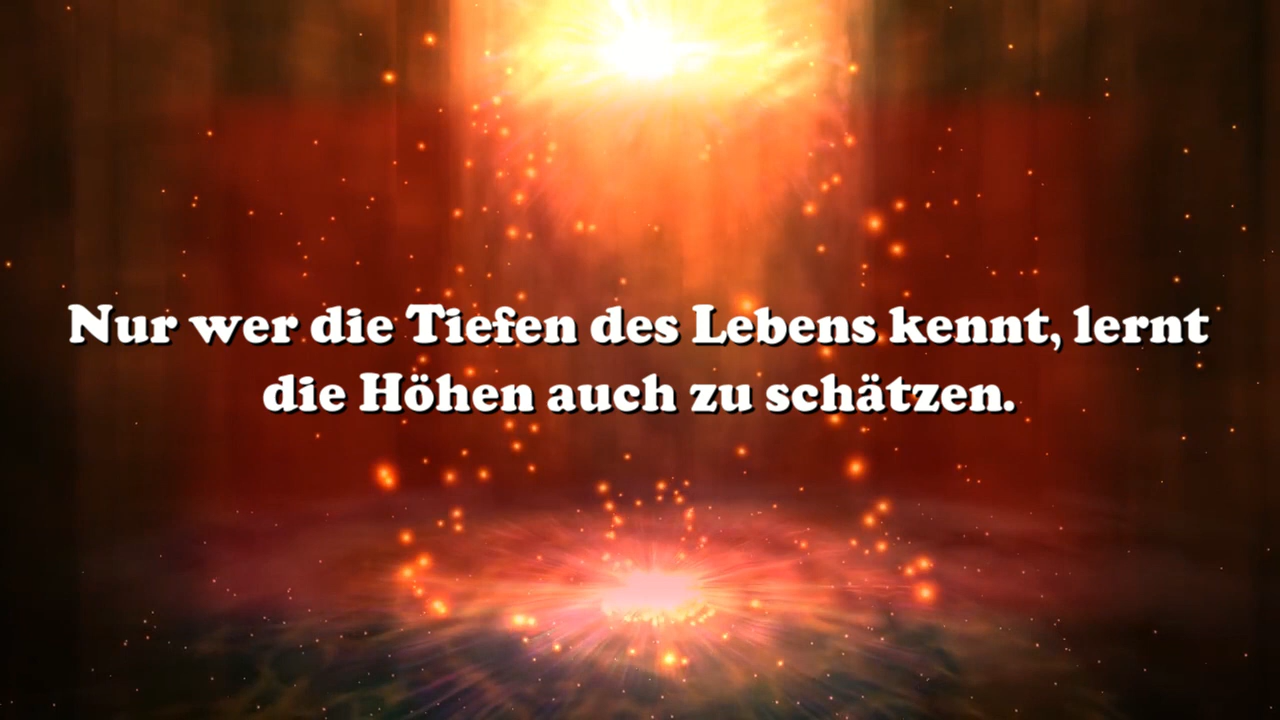 Nur wer die Tiefen des Lebens kennt, lernt
die Höhen auch zu schätzen.